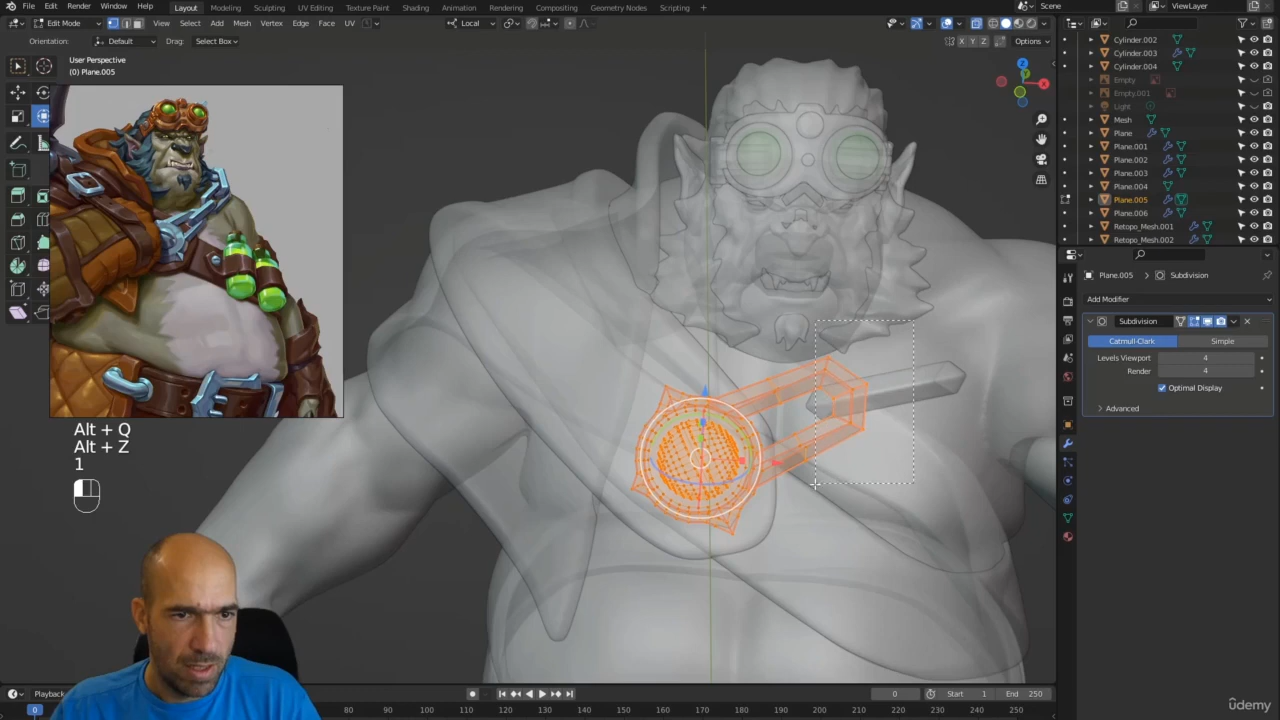 File Edit Render Window Help Layout Modeling Sculpting UV Editing Texture Paint Shading Animation Rendering Compositing Geometry Nodes Scripting + Scene ViewLayer
Edit Mode View Select Add Mesh Vertex Edge Face UV Local
Orientation: Default Drag: Select Box X Y Z Options
User Perspective
(0) Plane.005
Cylinder.002
Cylinder.003
Cylinder.004
Empty
Empty.001
Light
Mesh
Plane
Plane.001
Plane.002
Plane.003
Plane.004
Plane.005
Plane.006
Retopo_Mesh.001
Retopo_Mesh.002
Plane.005 > Subdivision
Add Modifier
Subdivision
Catmull-Clark Simple
Levels Viewport 4
Render 4
Optimal Display
Advanced
Alt + Q
Alt + Z
1
Playback 0 Start 1 End 250
0 80 90 100 110 120 130 140 150 160 170 180 190 200 210 220 230 240 250
ûdemy